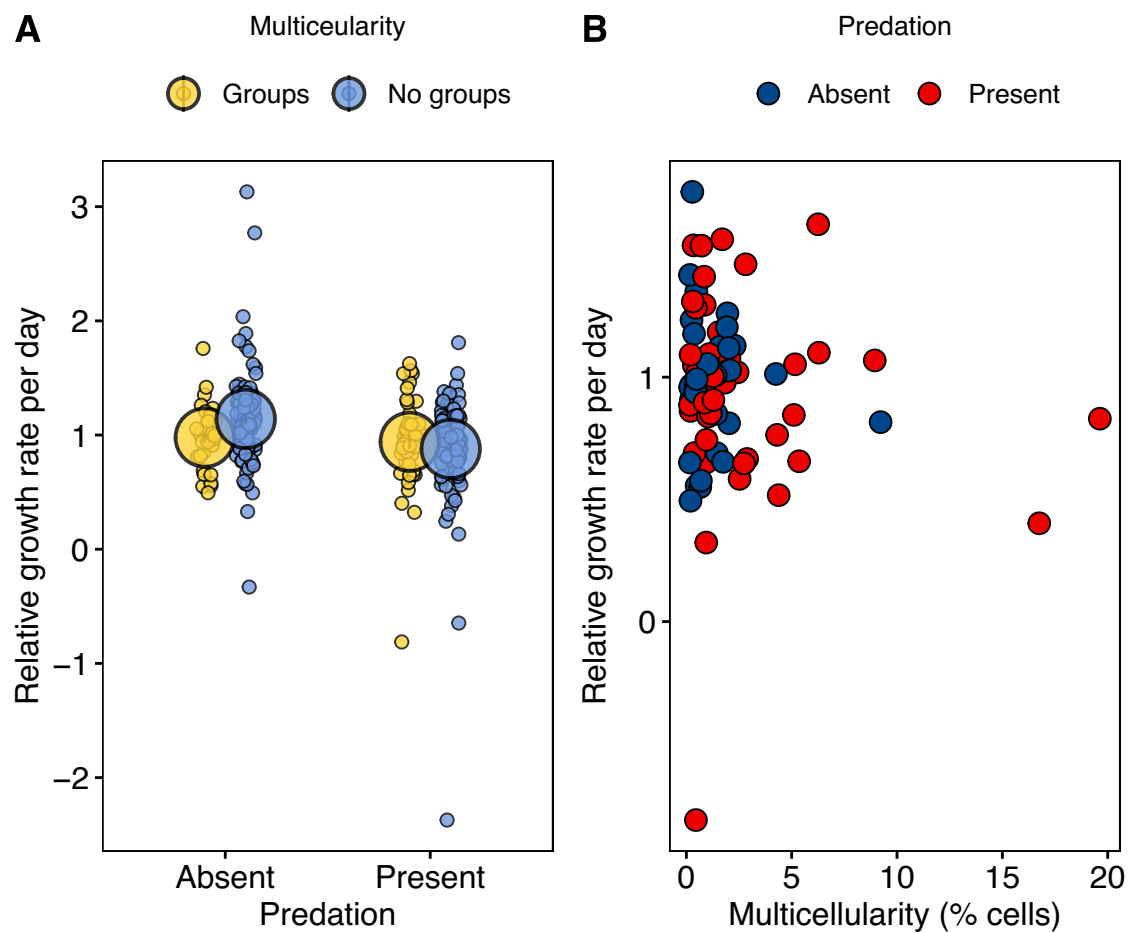 A
Multiceularity
Groups
No groups
Relative growth rate per day
3
2
1
0
−1
−2
Absent
Present
Predation
B
Predation
Absent
Present
Relative growth rate per day
1
0
0
5
10
15
20
Multicellularity (% cells)